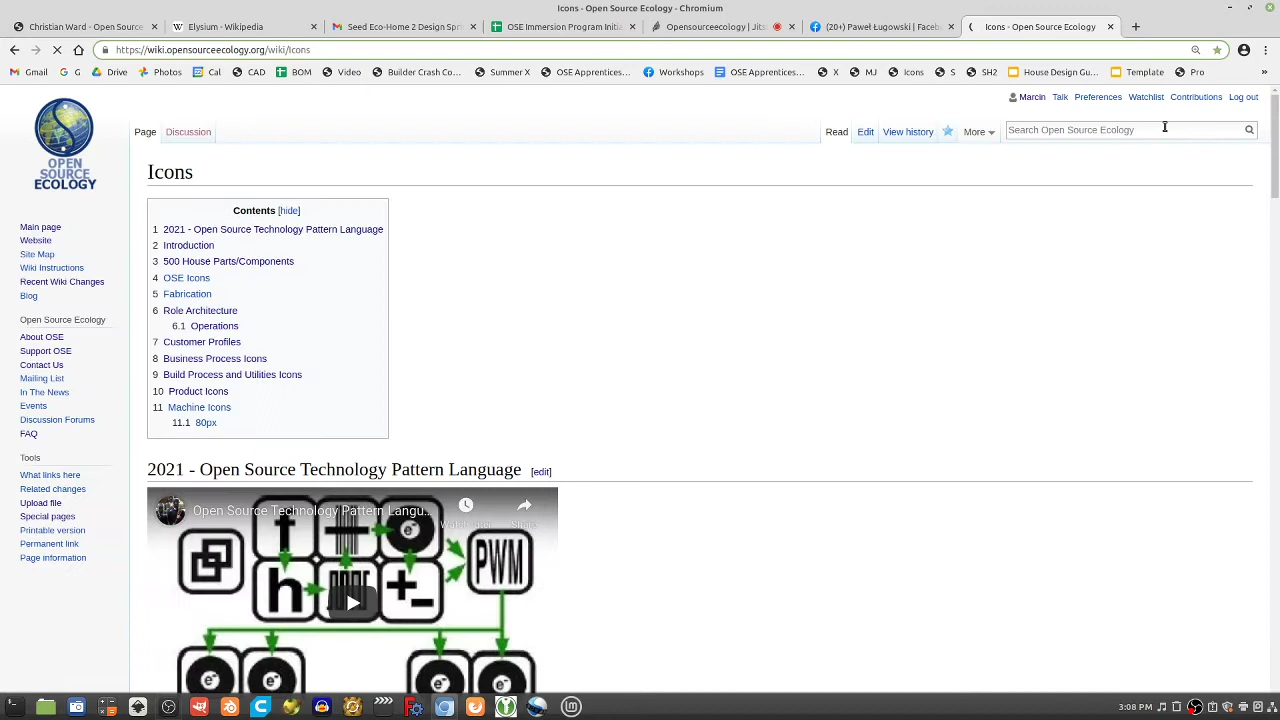 Icons - Open Source Ecology - Chromium
Christian Ward - Open Source
Elysium - Wikipedia
Seed Eco-Home 2 Design Spr
OSE Immersion Program Initia
Opensourceecology | Jits
(20+) Paweł Ługowski | Faceb
Icons - Open Source Ecology
https://wiki.opensourceecology.org/wiki/Icons
Gmail G Drive Photos Cal CAD BOM Video Builder Crash Co... Summer X OSE Apprentices... Workshops OSE Apprentices... X MJ Icons S SH2 House Design Gu... Template Pro »
Marcin Talk Preferences Watchlist Contributions Log out
Page Discussion Read Edit View history More Search Open Source Ecology
OPEN
SOURCE
ECOLOGY
Main page
Website
Site Map
Wiki Instructions
Recent Wiki Changes
Blog
Open Source Ecology
About OSE
Support OSE
Contact Us
Mailing List
In The News
Events
Discussion Forums
FAQ
Tools
What links here
Related changes
Upload file
Special pages
Printable version
Permanent link
Page information
Icons
Contents [hide]
1 2021 - Open Source Technology Pattern Language
2 Introduction
3 500 House Parts/Components
4 OSE Icons
5 Fabrication
6 Role Architecture
6.1 Operations
7 Customer Profiles
8 Business Process Icons
9 Build Process and Utilities Icons
10 Product Icons
11 Machine Icons
11.1 80px
2021 - Open Source Technology Pattern Language [edit]
Open Source Technology Pattern Langu...
Watch later Share
f e-
h +- PWM
e- e- e- e-
3:08 PM